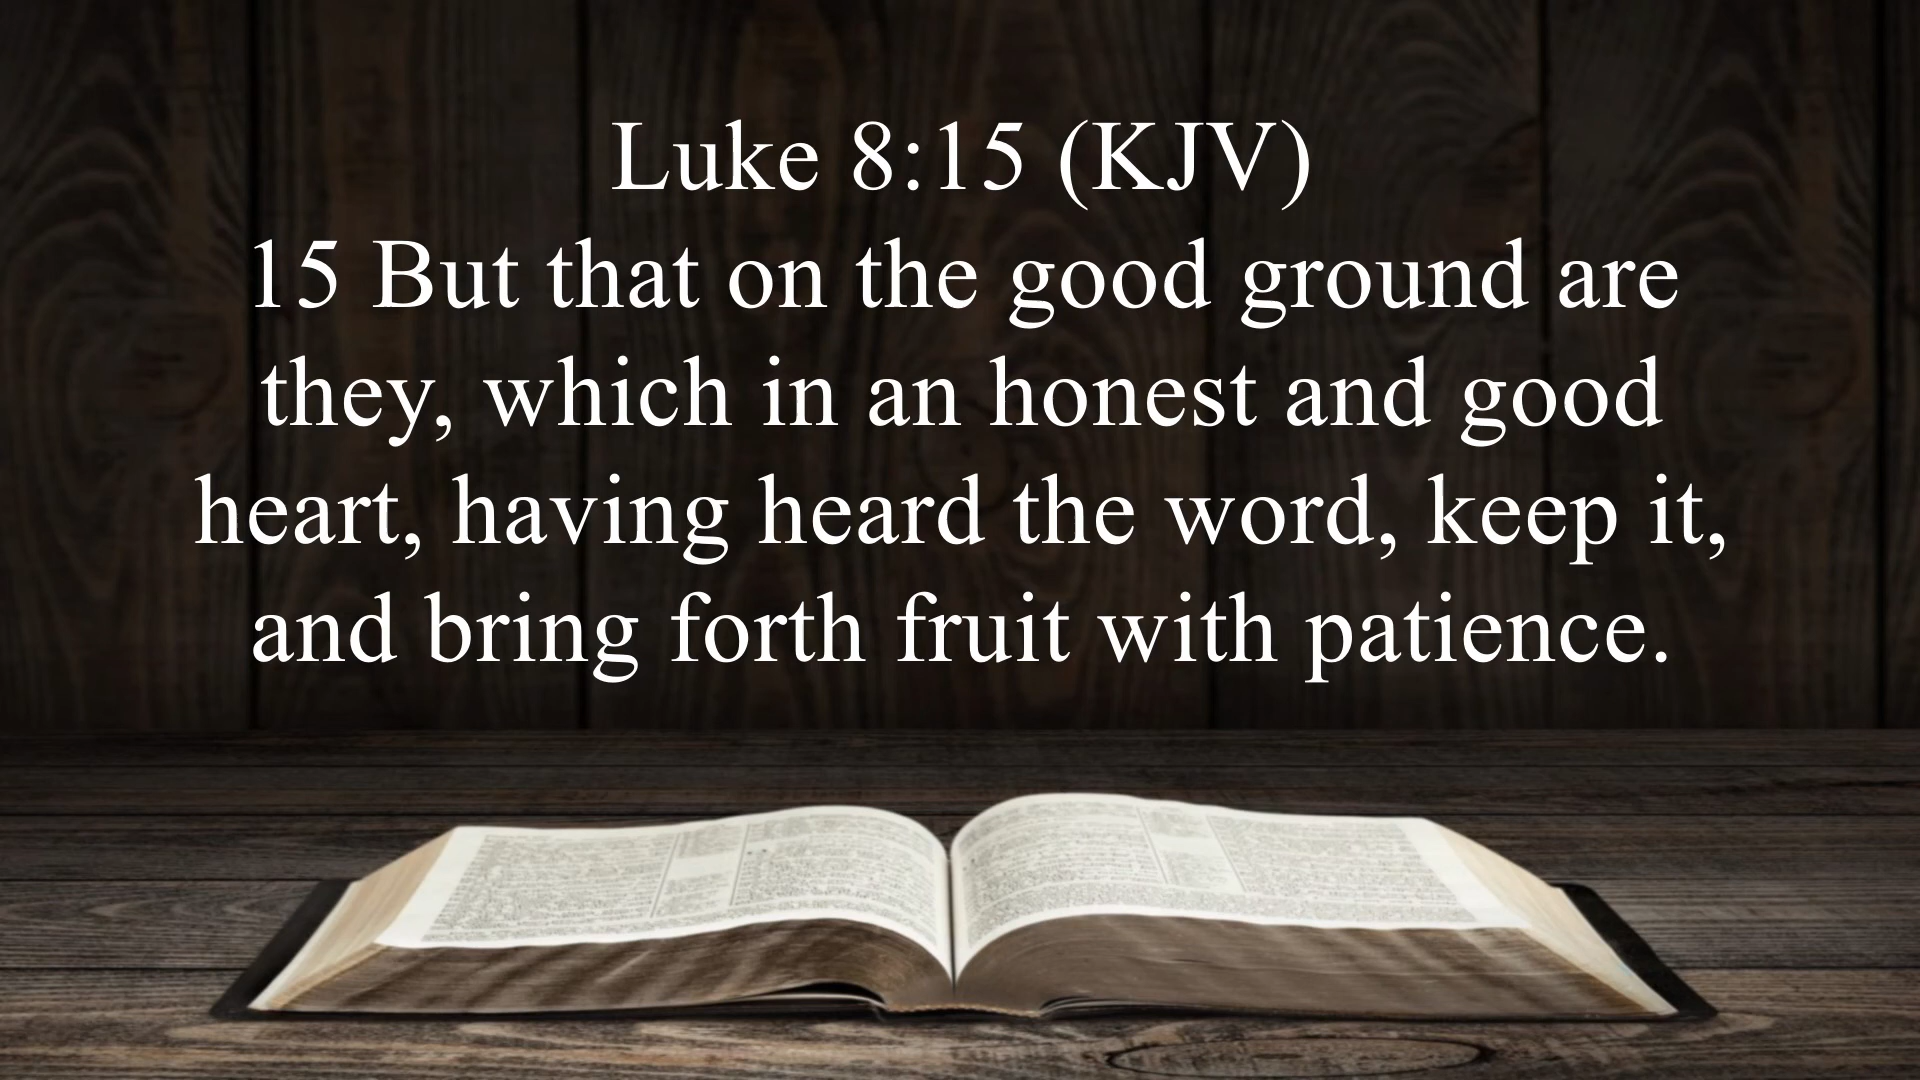 Luke 8:15 (KJV)
15 But that on the good ground are
they, which in an honest and good
heart, having heard the word, keep it,
and bring forth fruit with patience.